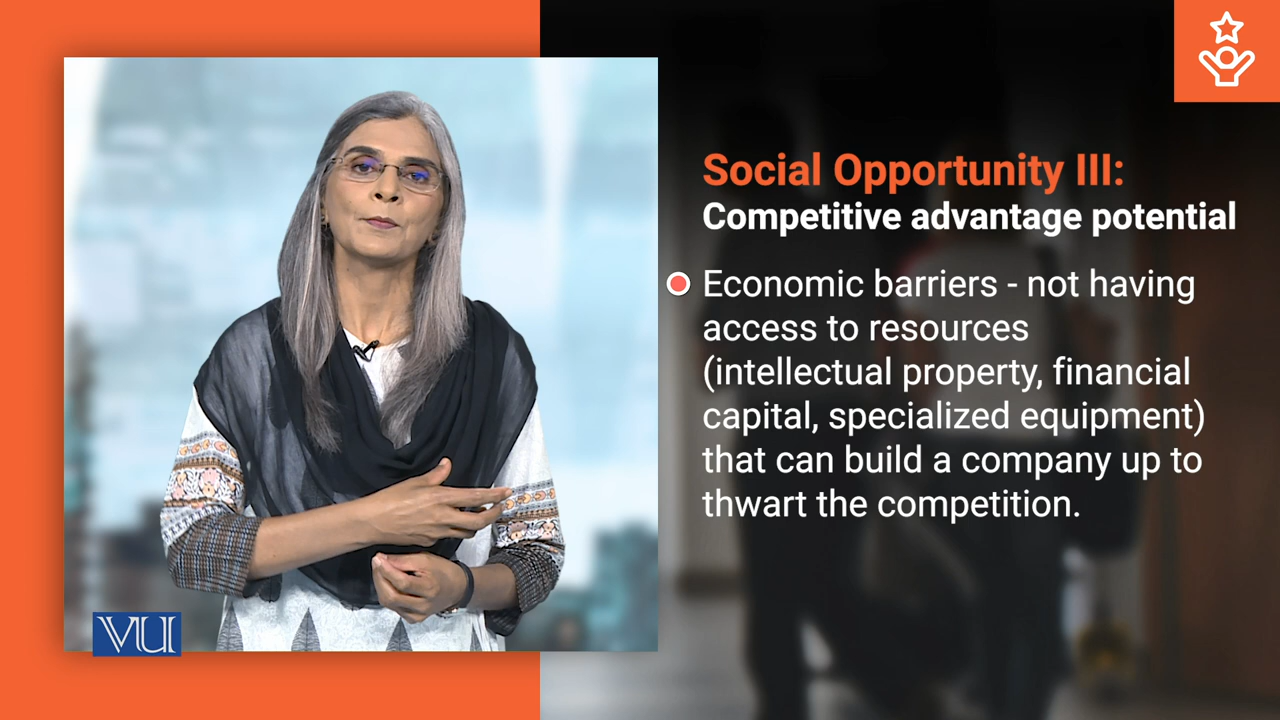 Social Opportunity III:
Competitive advantage potential
Economic barriers - not having
access to resources
(intellectual property, financial
capital, specialized equipment)
that can build a company up to
thwart the competition.
VU